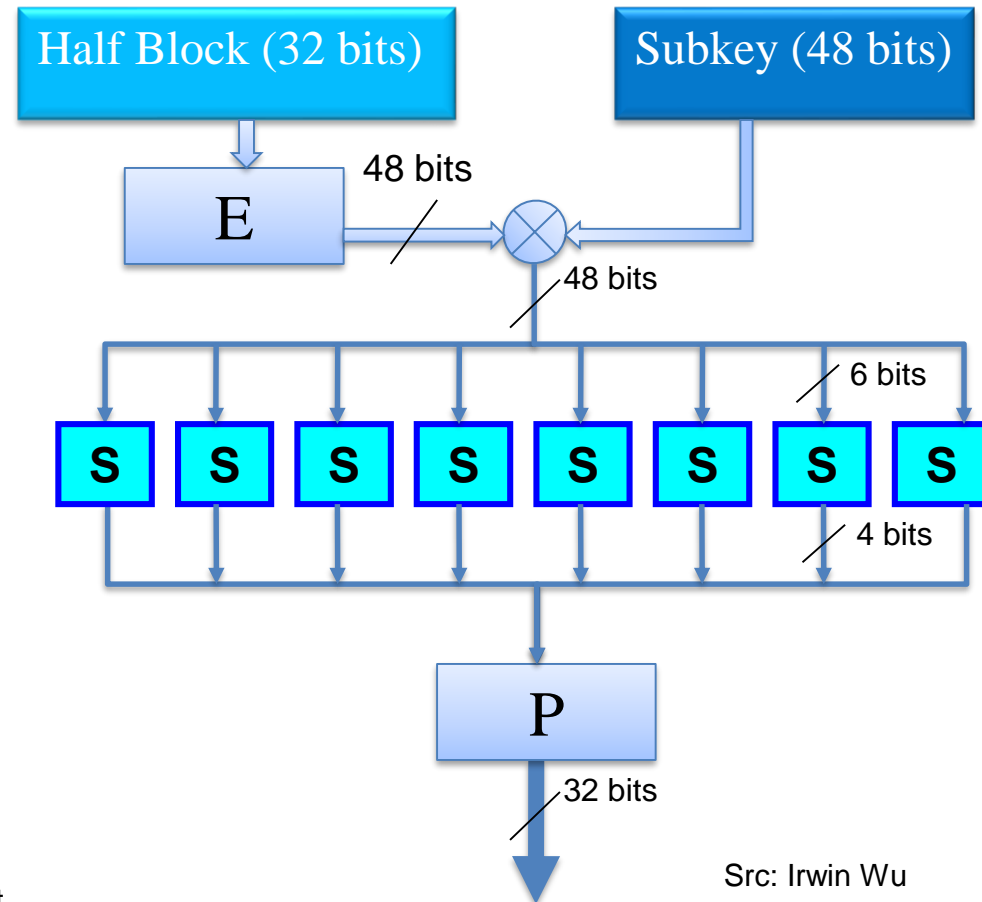 Half Block (32 bits)
Subkey (48 bits)
48 bits
E
48 bits
6 bits
S S S S S S S S
4 bits
P
32 bits
Src: Irwin Wu